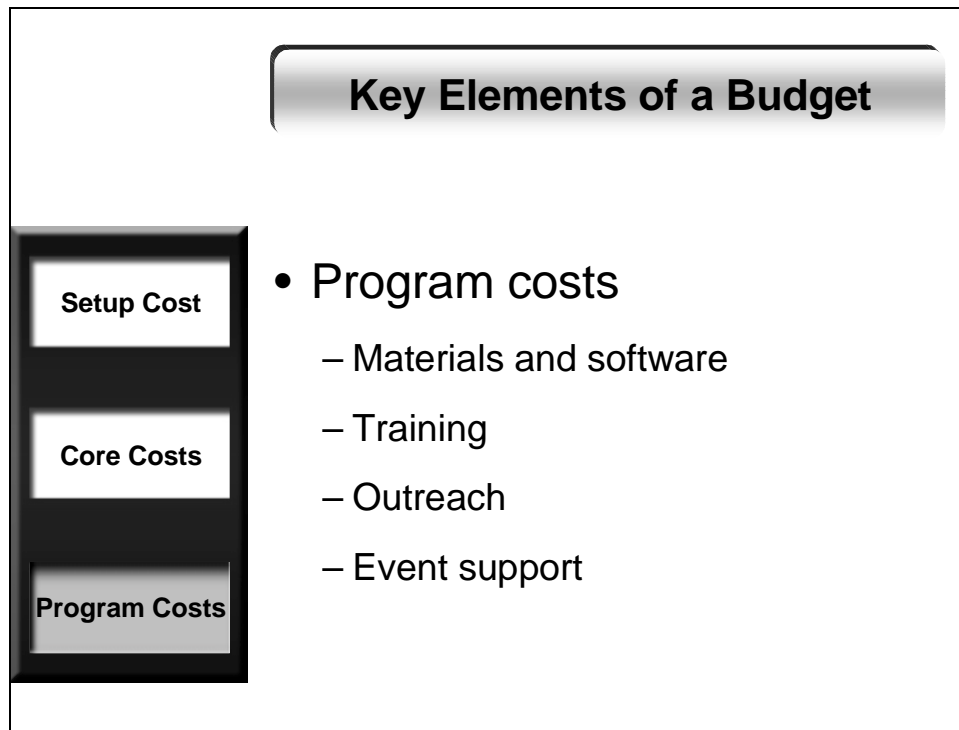 Key Elements of a Budget
Setup Cost
Core Costs
Program Costs
• Program costs
– Materials and software
– Training
– Outreach
– Event support